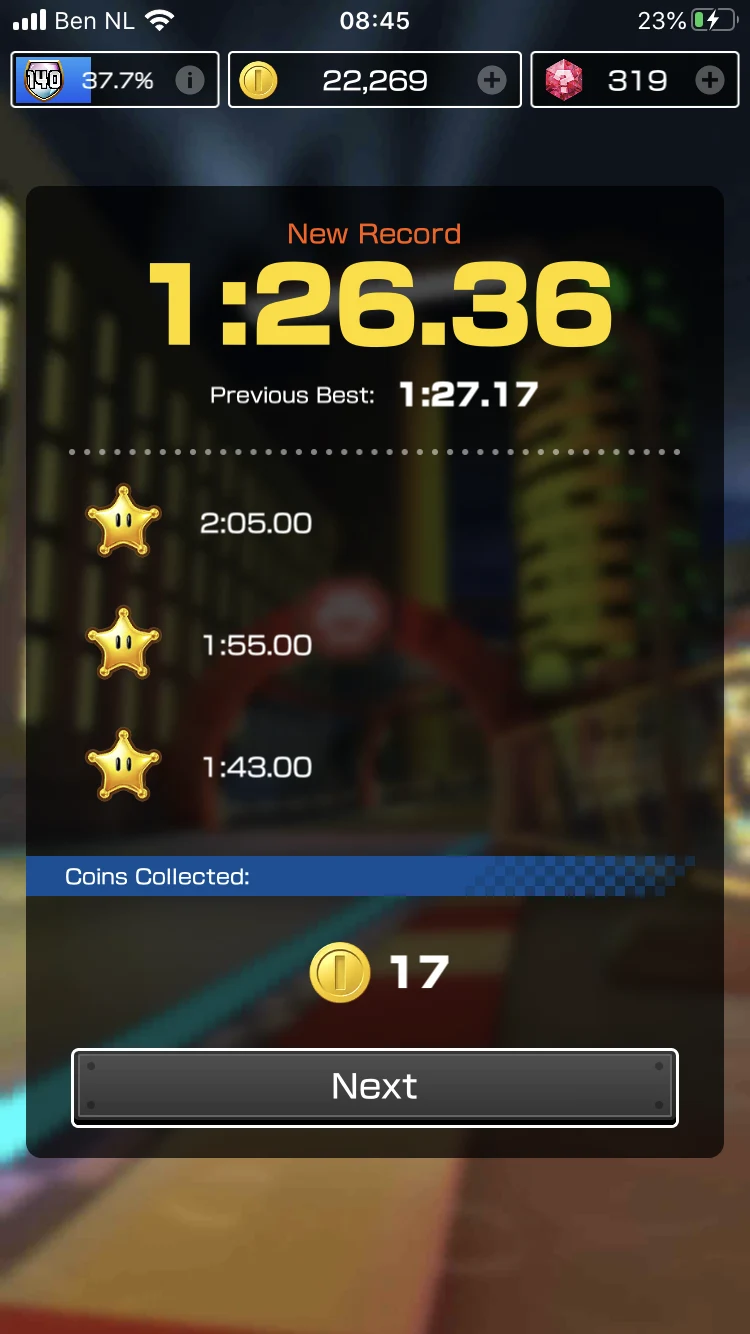 Ben NL 08:45 23%
140 37.7% i 22,269 + ? 319 +
New Record
1:26.36
Previous Best: 1:27.17
2:05.00
1:55.00
1:43.00
Coins Collected:
17
Next